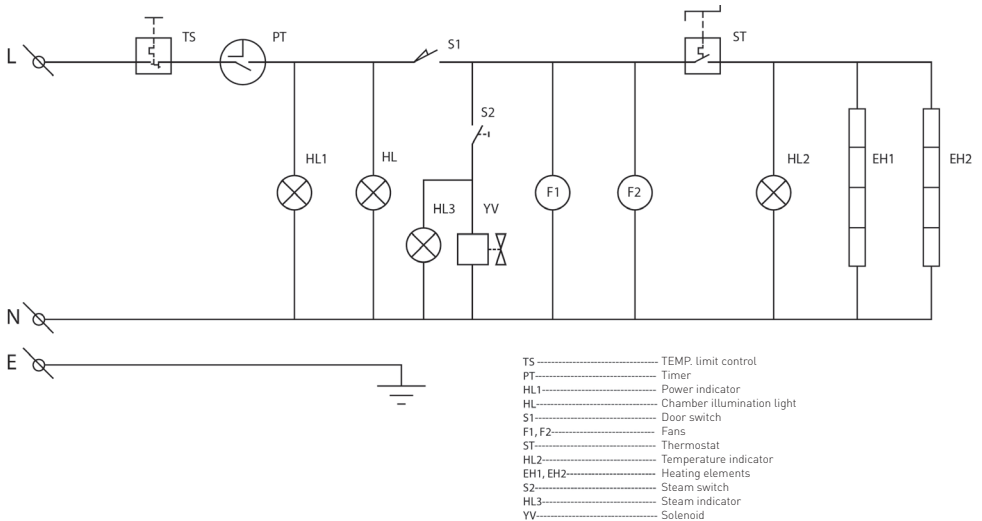 L
TS
PT
S1
ST
S2
HL1
HL
HL3
YV
F1
F2
HL2
EH1
EH2
N
E
TS -------------------------------- TEMP. limit control
PT-------------------------------- Timer
HL1-------------------------------- Power indicator
HL-------------------------------- Chamber illumination light
S1-------------------------------- Door switch
F1, F2--------------------------- Fans
ST-------------------------------- Thermostat
HL2------------------------------ Temperature indicator
EH1, EH2----------------------- Heating elements
S2-------------------------------- Steam switch
HL3------------------------------ Steam indicator
YV-------------------------------- Solenoid